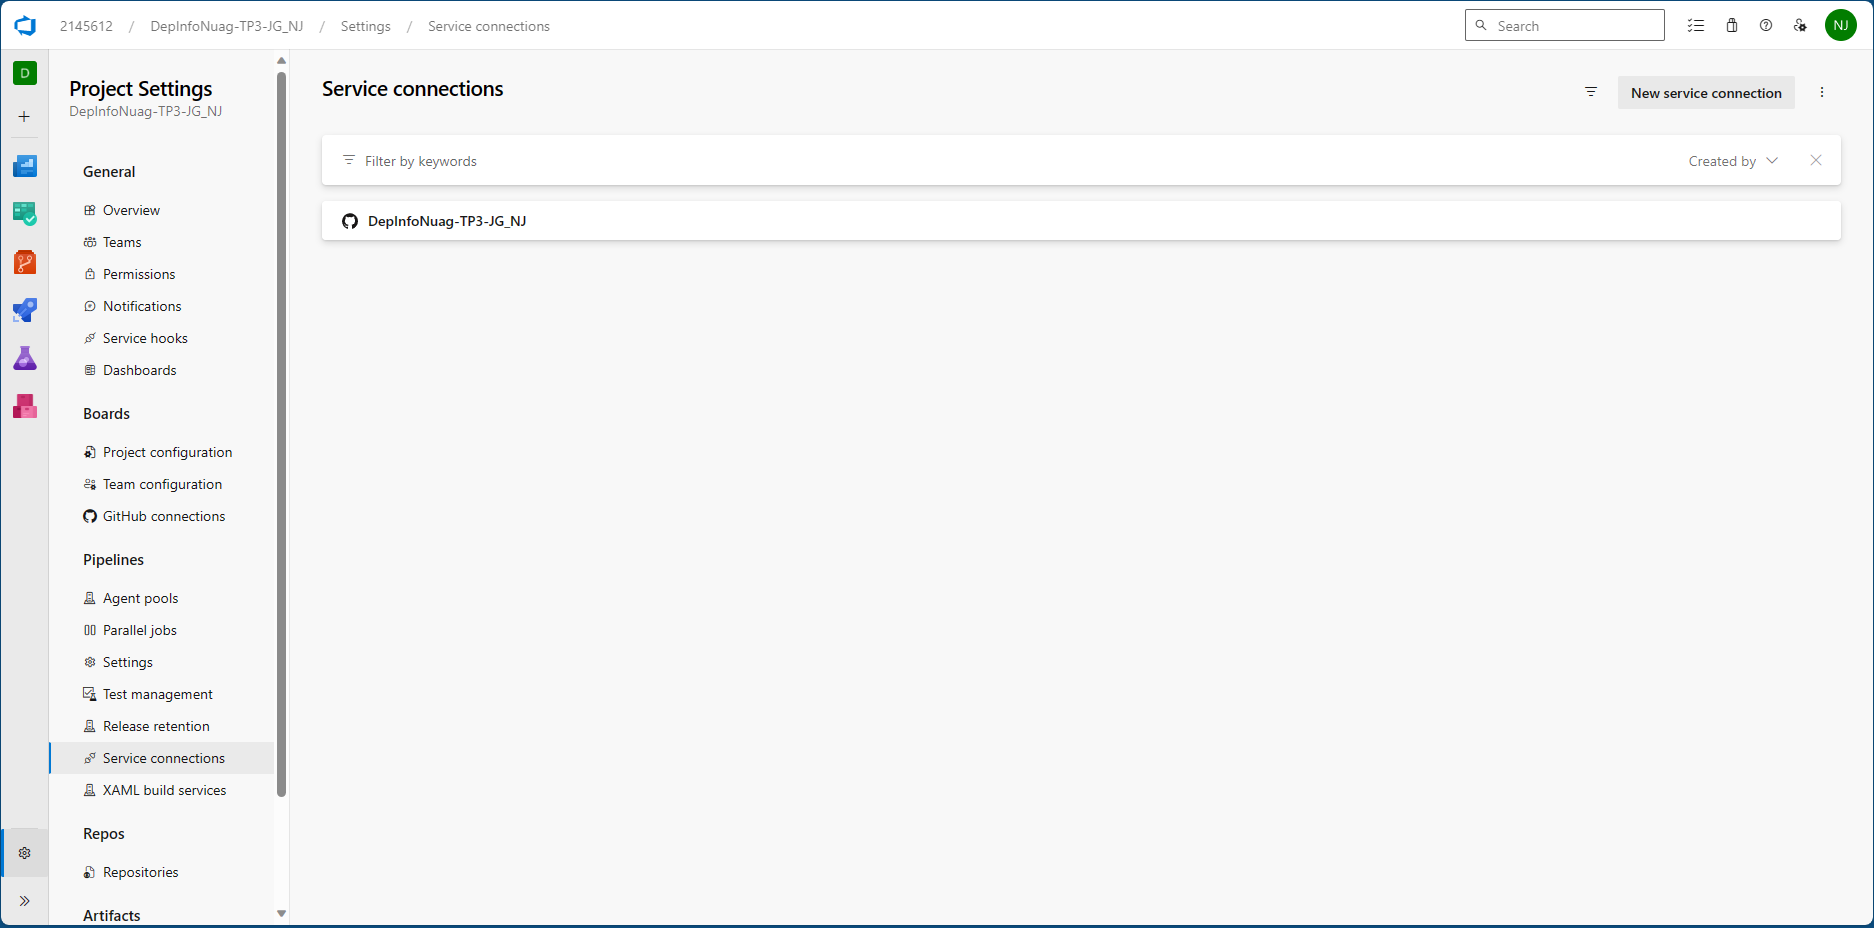 2145612 / DepInfoNuag-TP3-JG_NJ / Settings / Service connections
Search
NJ
D
Project Settings
DepInfoNuag-TP3-JG_NJ
General
Overview
Teams
Permissions
Notifications
Service hooks
Dashboards
Boards
Project configuration
Team configuration
GitHub connections
Pipelines
Agent pools
Parallel jobs
Settings
Test management
Release retention
Service connections
XAML build services
Repos
Repositories
Artifacts
Service connections
New service connection
Filter by keywords
Created by
DepInfoNuag-TP3-JG_NJ